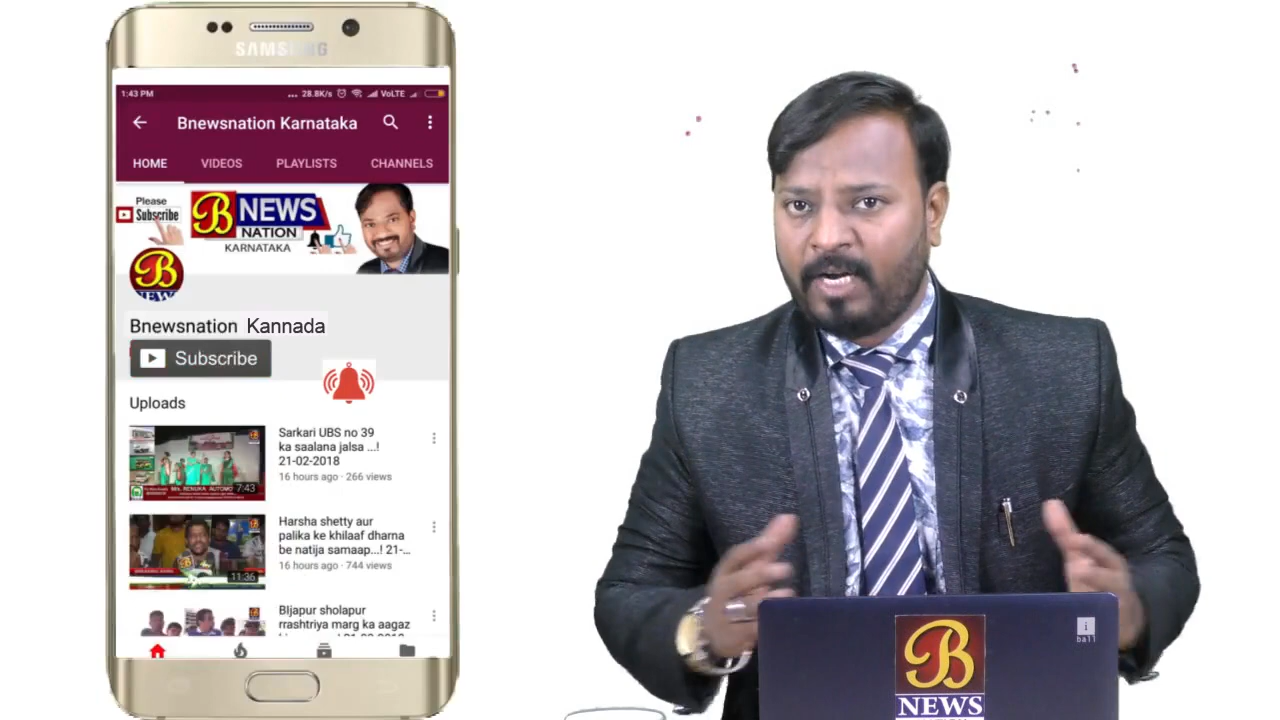 SAMSUNG
1:43 PM
... 28.8K/s VoLTE
Bnewsnation Karnataka
HOME VIDEOS PLAYLISTS CHANNELS
Please
Subscribe
B NEWS
NATION
KARNATAKA
B
NEW
Bnewsnation Kannada
Subscribe
Uploads
Sarkari UBS no 39
ka saalana jalsa ...!
21-02-2018
16 hours ago · 266 views
7:43
Harsha shetty aur
palika ke khilaaf dharna
be natija samaap...! 21-...
16 hours ago · 744 views
11:36
BIjapur sholapur
rrashtriya marg ka aagaz
i
ball
B
NEWS